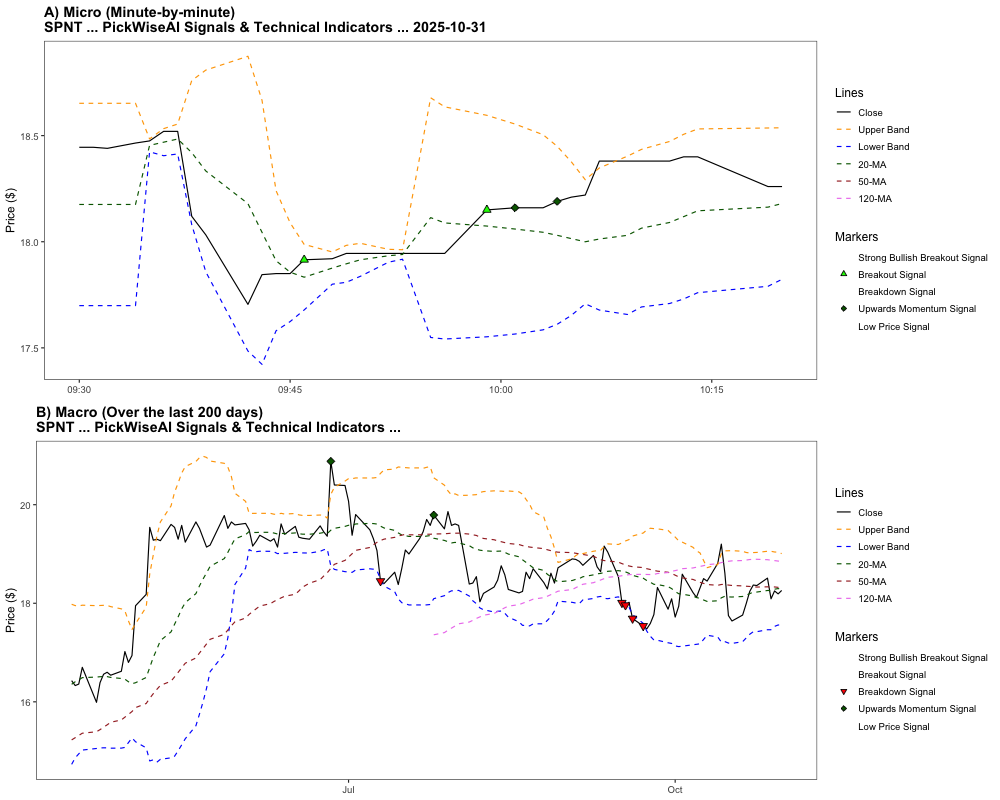 A) Micro (Minute-by-minute)
SPNT ... PickWiseAI Signals & Technical Indicators ... 2025-10-31
Price ($)
18.5
18.0
17.5
09:30
09:45
10:00
10:15
Lines
Close
Upper Band
Lower Band
20-MA
50-MA
120-MA
Markers
Strong Bullish Breakout Signal
Breakout Signal
Breakdown Signal
Upwards Momentum Signal
Low Price Signal
B) Macro (Over the last 200 days)
SPNT ... PickWiseAI Signals & Technical Indicators ...
Price ($)
20
18
16
Jul
Oct
Lines
Close
Upper Band
Lower Band
20-MA
50-MA
120-MA
Markers
Strong Bullish Breakout Signal
Breakout Signal
Breakdown Signal
Upwards Momentum Signal
Low Price Signal